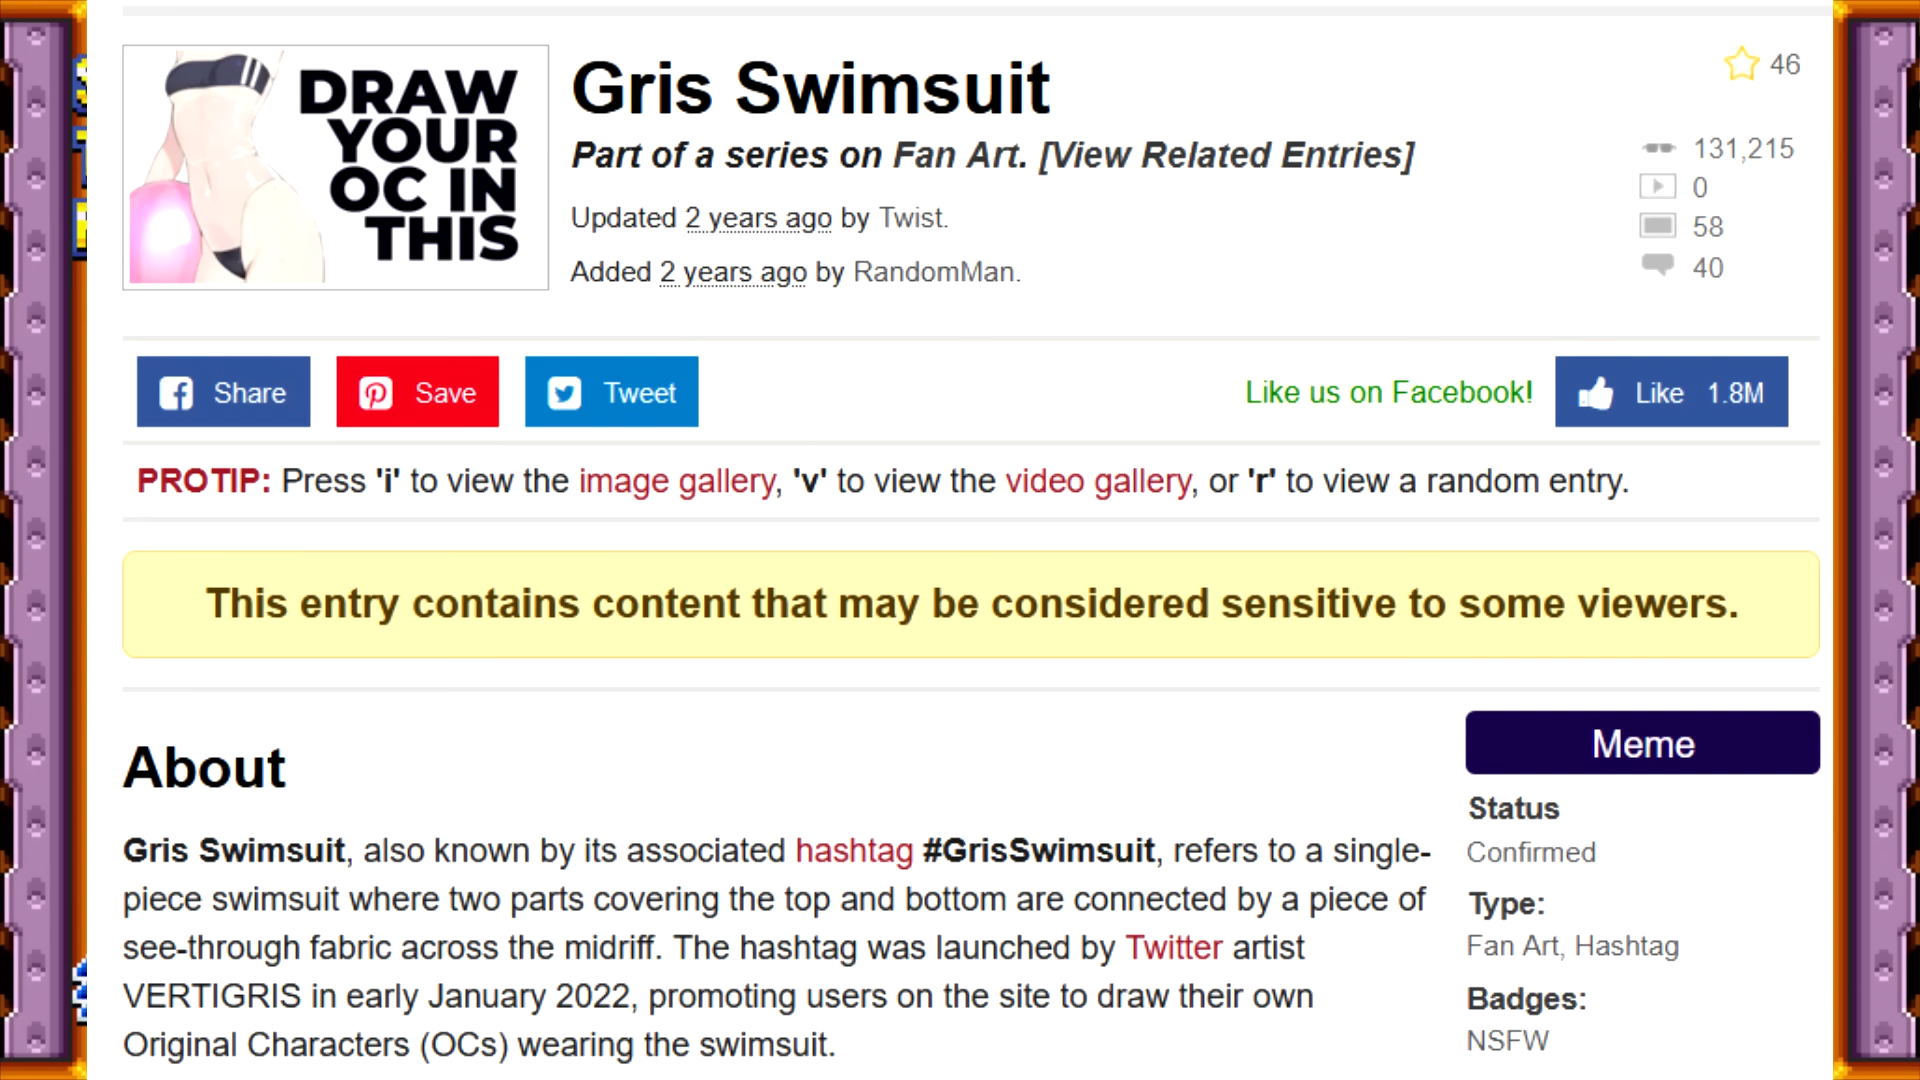 DRAW
YOUR
OC IN
THIS
Gris Swimsuit
Part of a series on Fan Art. [View Related Entries]
Updated 2 years ago by Twist.
Added 2 years ago by RandomMan.
46
131,215
0
58
40
Share
Save
Tweet
Like us on Facebook!
Like 1.8M
PROTIP: Press 'i' to view the image gallery, 'v' to view the video gallery, or 'r' to view a random entry.
This entry contains content that may be considered sensitive to some viewers.
About
Gris Swimsuit, also known by its associated hashtag #GrisSwimsuit, refers to a single-
piece swimsuit where two parts covering the top and bottom are connected by a piece of
see-through fabric across the midriff. The hashtag was launched by Twitter artist
VERTIGRIS in early January 2022, promoting users on the site to draw their own
Original Characters (OCs) wearing the swimsuit.
Meme
Status
Confirmed
Type:
Fan Art, Hashtag
Badges:
NSFW